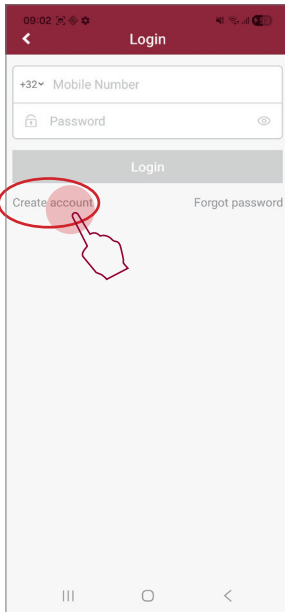 09:02
Login
+32 Mobile Number
Password
Login
Create account
Forgot password